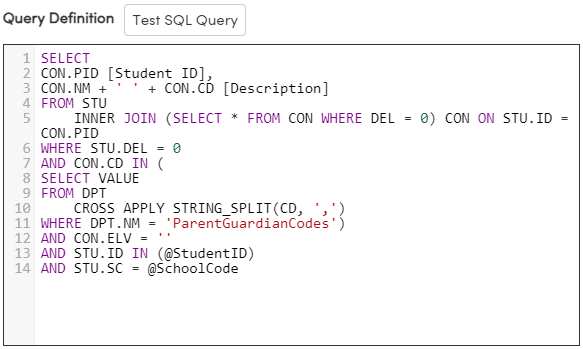 Query Definition Test SQL Query
1 SELECT
2 CON.PID [Student ID],
3 CON.NM + ' ' + CON.CD [Description]
4 FROM STU
5 INNER JOIN (SELECT * FROM CON WHERE DEL = 0) CON ON STU.ID =
CON.PID
6 WHERE STU.DEL = 0
7 AND CON.CD IN (
8 SELECT VALUE
9 FROM DPT
10 CROSS APPLY STRING_SPLIT(CD, ',')
11 WHERE DPT.NM = 'ParentGuardianCodes')
12 AND CON.ELV = ''
13 AND STU.ID IN (@StudentID)
14 AND STU.SC = @SchoolCode